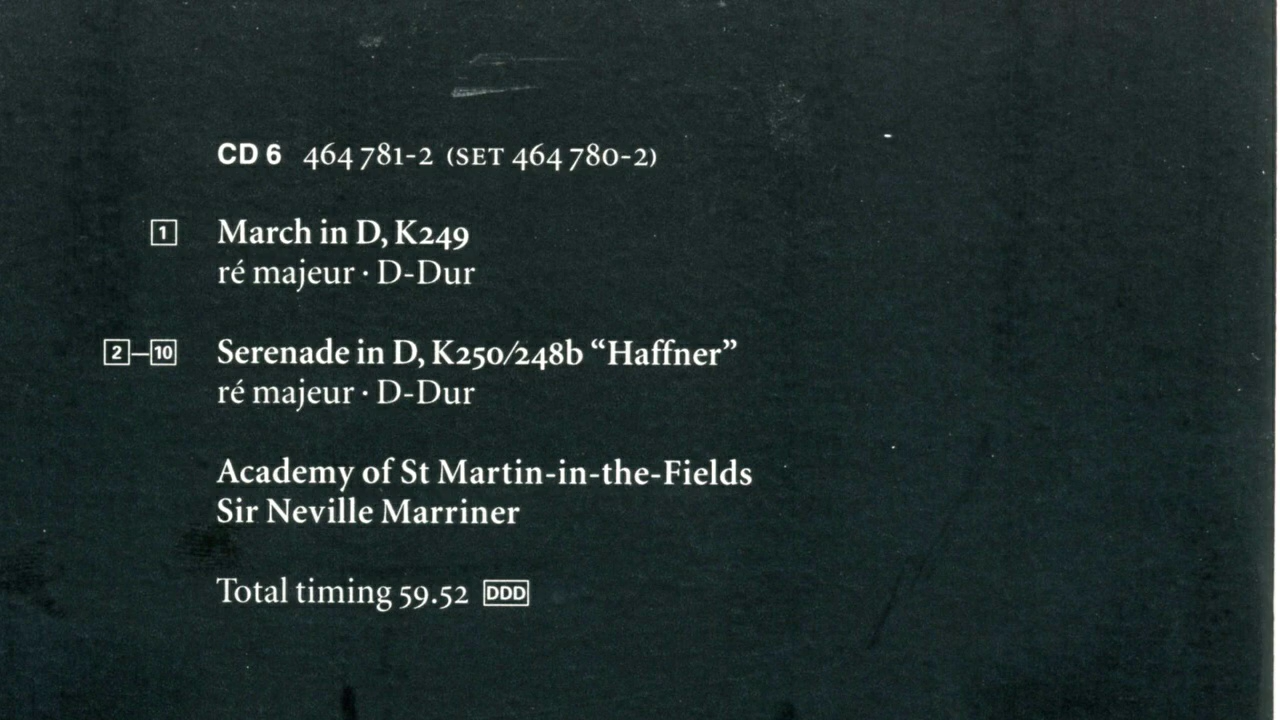 CD 6 464 781-2 (SET 464 780-2)
1 March in D, K249
ré majeur · D-Dur
2–10 Serenade in D, K250/248b “Haffner”
ré majeur · D-Dur
Academy of St Martin-in-the-Fields
Sir Neville Marriner
Total timing 59.52 DDD